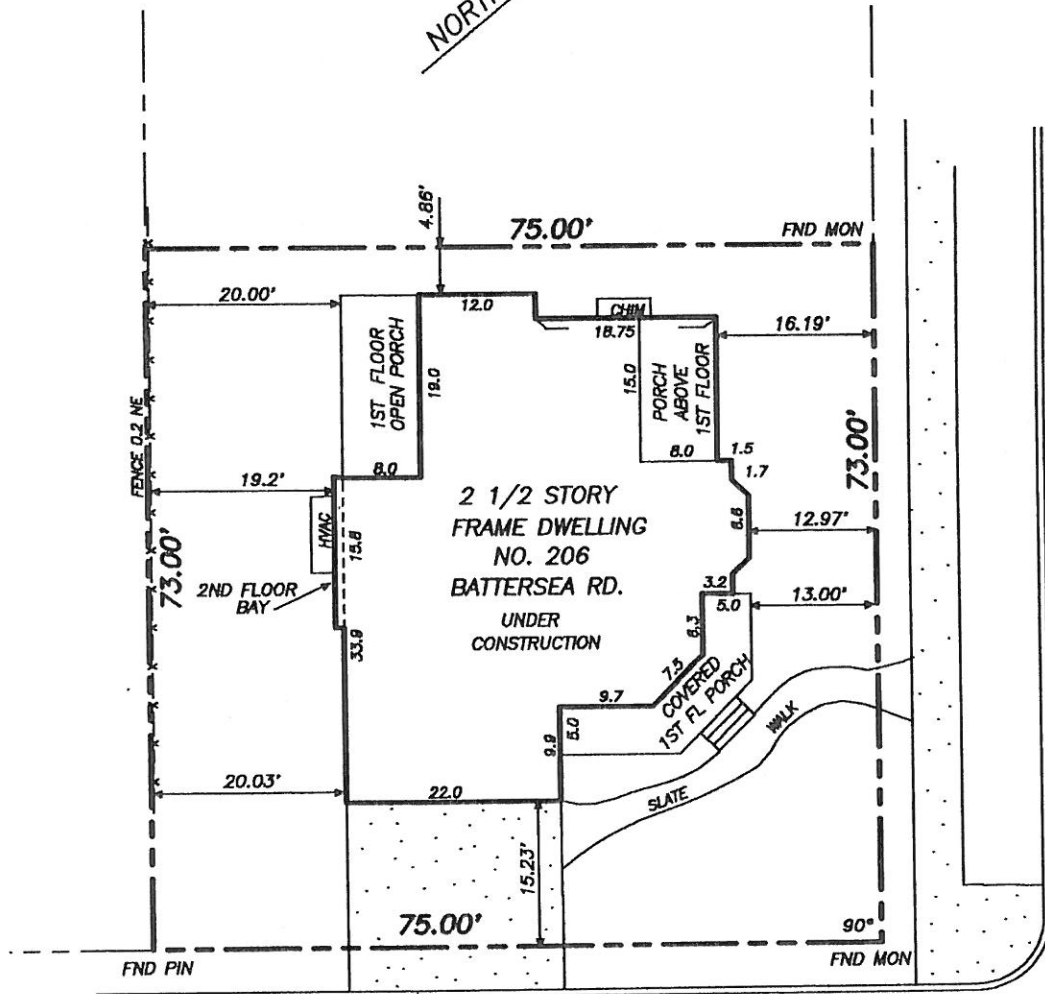 NORTH
4.86'
75.00'
FND MON
20.00'
12.0
CHIM
18.75
16.19'
1ST FLOOR
OPEN PORCH
19.0
15.0
PORCH
ABOVE
1ST FLOOR
FENCE 0.2 NE
73.00'
8.0
8.0
1.5
1.7
19.2'
HVAC
15.8
2 1/2 STORY
FRAME DWELLING
NO. 206
BATTERSEA RD.
UNDER
CONSTRUCTION
6.6
12.97'
73.00'
2ND FLOOR
BAY
3.2
5.0
13.00'
33.9
6.3
7.5
COVERED
1ST FL PORCH
9.7
5.0
9.9
WALK
20.03'
22.0
SLATE
15.23'
75.00'
90°
FND PIN
FND MON